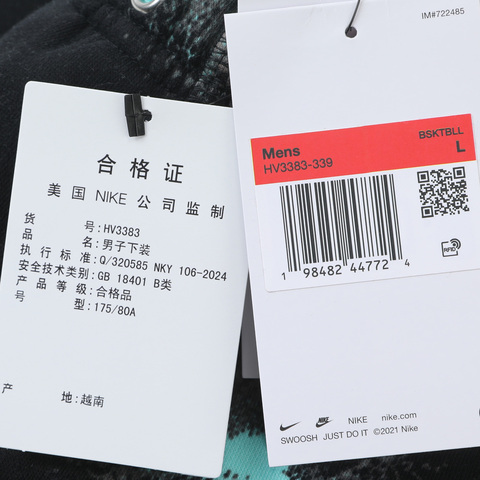 合格证
美国 NIKE 公司监制
货 号: HV3383
品 名: 男子下装
执行标准: Q/320585 NKY 106-2024
安全技术类别: GB 18401 B类
产品等级: 合格品
号 型: 175/80A
产 地: 越南
IM#722485
BSKTBLL
Mens L
HV3383-339
RFID
1 98482 44772 4
NIKE nike.com
SWOOSH JUST DO IT ©2021 Nike